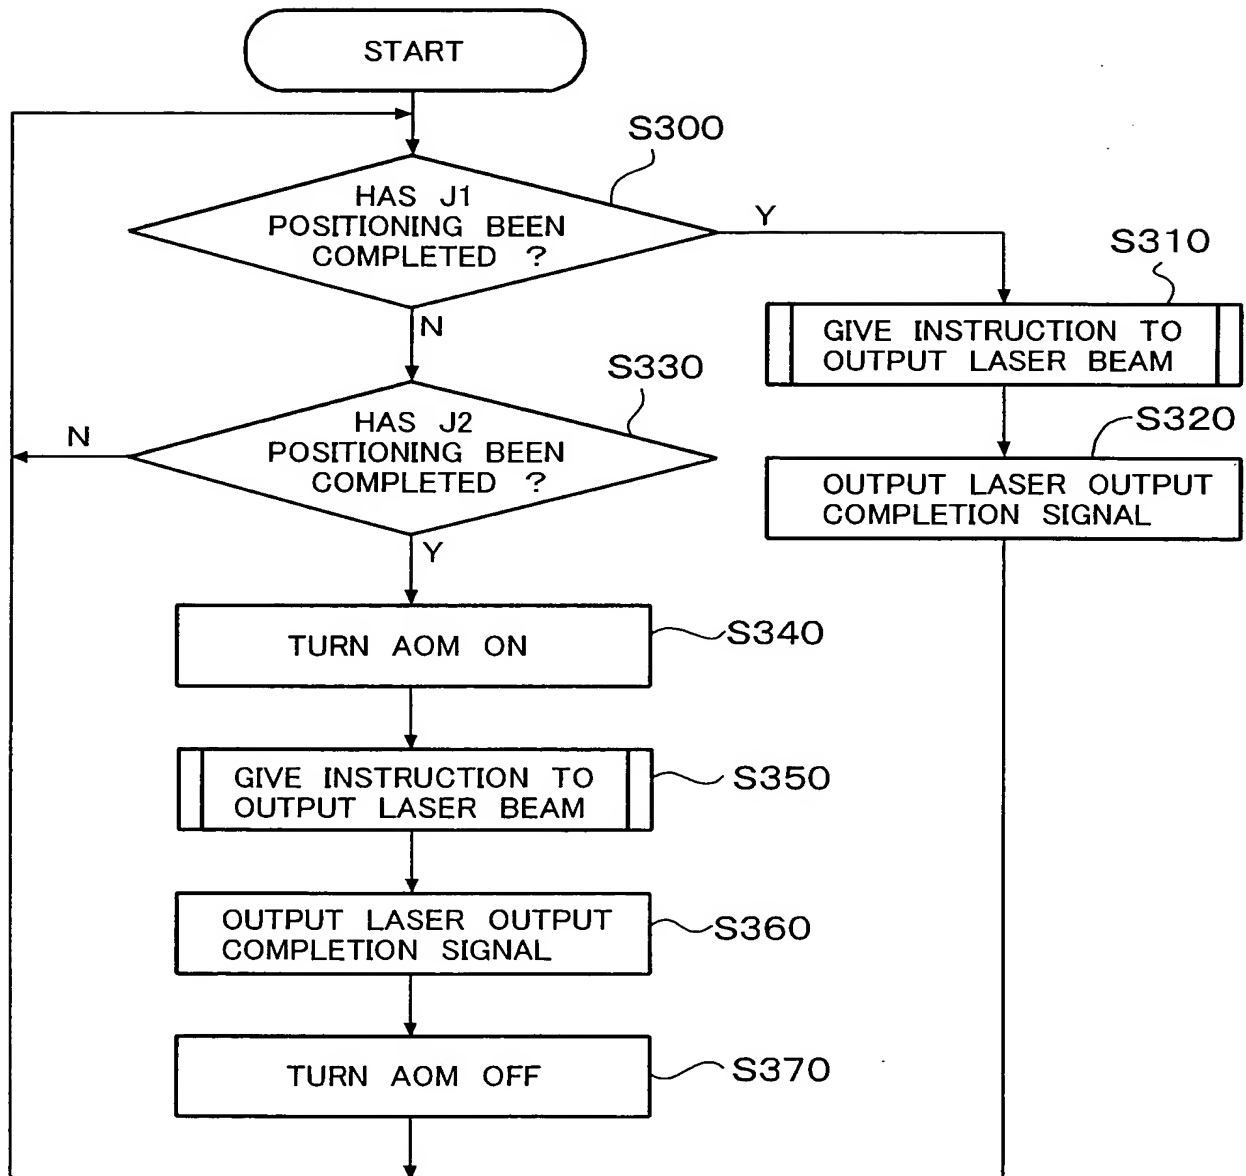 START
S300
HAS J1
POSITIONING BEEN
COMPLETED ?
Y
S310
GIVE INSTRUCTION TO
OUTPUT LASER BEAM
N
S330
HAS J2
POSITIONING BEEN
COMPLETED ?
N
S320
OUTPUT LASER OUTPUT
COMPLETION SIGNAL
Y
TURN AOM ON
S340
GIVE INSTRUCTION TO
OUTPUT LASER BEAM
S350
OUTPUT LASER OUTPUT
COMPLETION SIGNAL
S360
TURN AOM OFF
S370